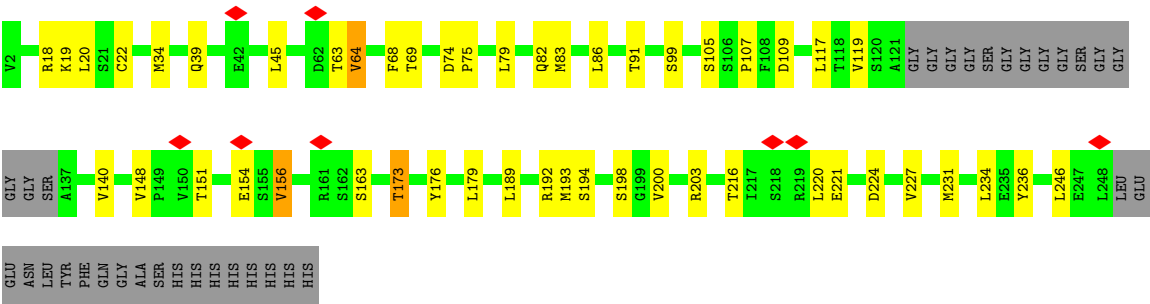 V2 R18 K19 L20 S21 C22 M34 Q39 E42 L45 D62 T63 V64 F68 T69 D74 P75 L79 Q82 M83 L86 T91 S99 S105 S106 P107 F108 D109 L117 T118 V119 S120 A121 GLY GLY GLY GLY SER GLY GLY GLY GLY SER GLY GLY
GLY GLY SER A137 V140 V148 P149 V150 T151 E154 S155 V156 R161 S162 S163 T173 Y176 L179 L189 R192 M193 S194 S198 G199 V200 R203 T216 I217 S218 R219 L220 E221 D224 V227 M231 L234 E235 Y236 L246 E247 L248 LEU GLU
GLU ASN LEU TYR PHE GLN GLY ALA SER HIS HIS HIS HIS HIS HIS HIS HIS